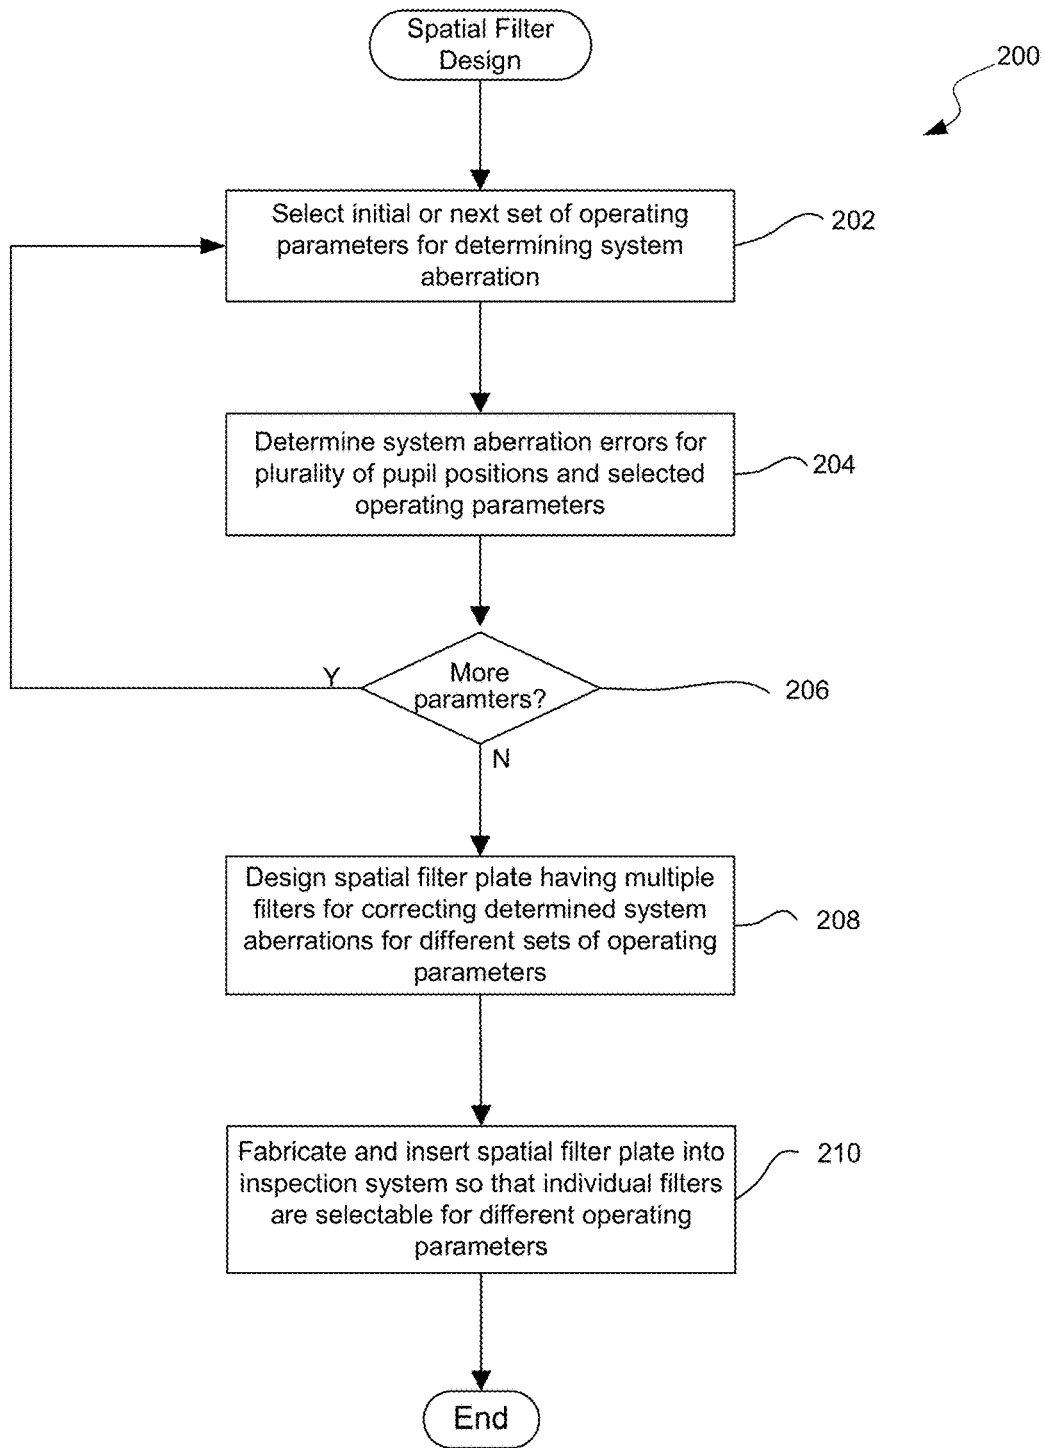 Spatial Filter
Design
200
Select initial or next set of operating
parameters for determining system
aberration
202
Determine system aberration errors for
plurality of pupil positions and selected
operating parameters
204
More
paramters?
Y
206
N
Design spatial filter plate having multiple
filters for correcting determined system
aberrations for different sets of operating
parameters
208
Fabricate and insert spatial filter plate into
inspection system so that individual filters
are selectable for different operating
parameters
210
End